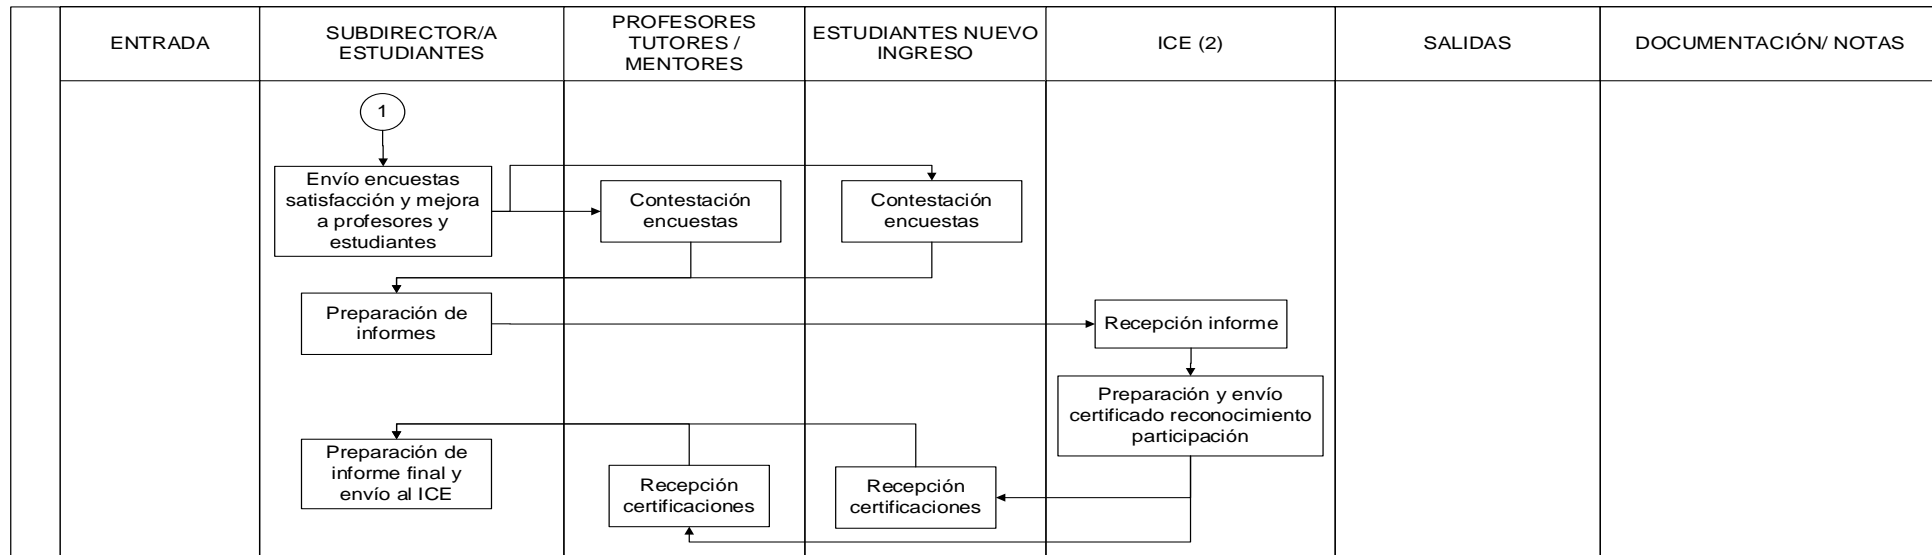 ENTRADA
SUBDIRECTOR/A
ESTUDIANTES
PROFESORES
TUTORES /
MENTORES
ESTUDIANTES NUEVO
INGRESO
ICE (2)
SALIDAS
DOCUMENTACIÓN/ NOTAS
1
Envío encuestas
satisfacción y mejora
a profesores y
estudiantes
Contestación
encuestas
Contestación
encuestas
Preparación de
informes
Recepción informe
Preparación y envío
certificado reconocimiento
participación
Preparación de
informe final y
envío al ICE
Recepción
certificaciones
Recepción
certificaciones